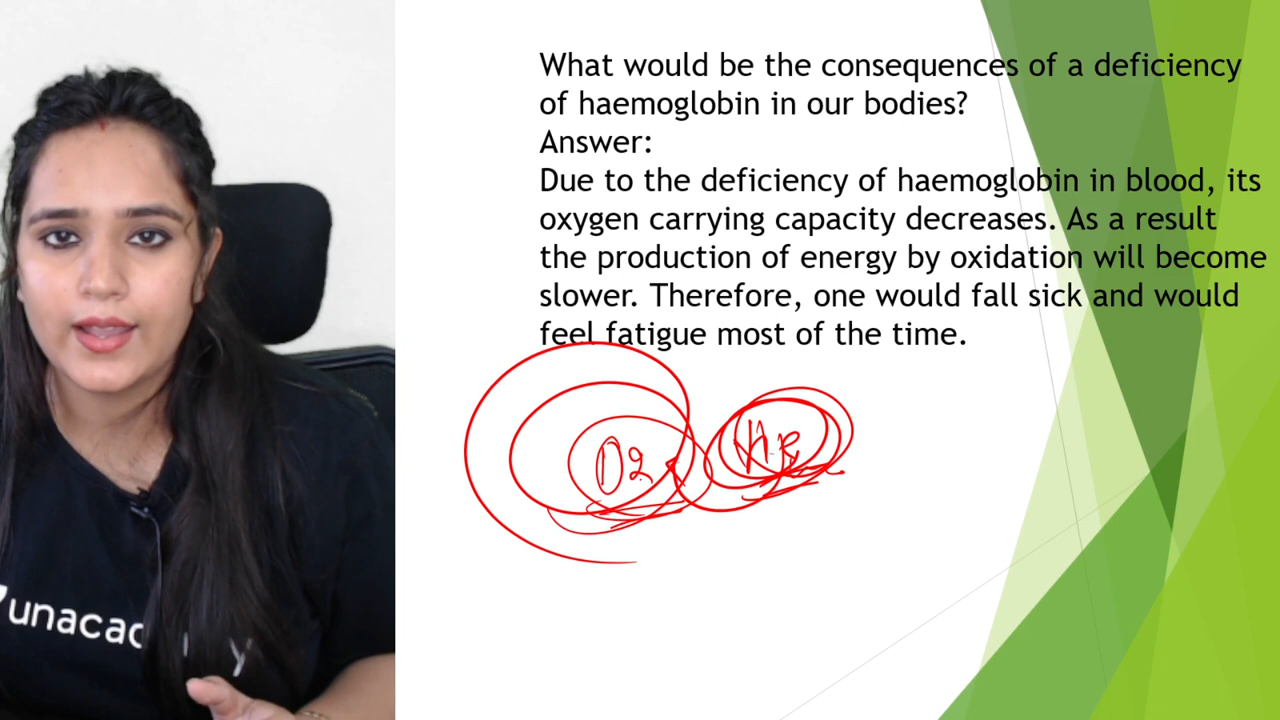 What would be the consequences of a deficiency
of haemoglobin in our bodies?
Answer:
Due to the deficiency of haemoglobin in blood, its
oxygen carrying capacity decreases. As a result
the production of energy by oxidation will become
slower. Therefore, one would fall sick and would
feel fatigue most of the time.
O2 Hb
unacademy